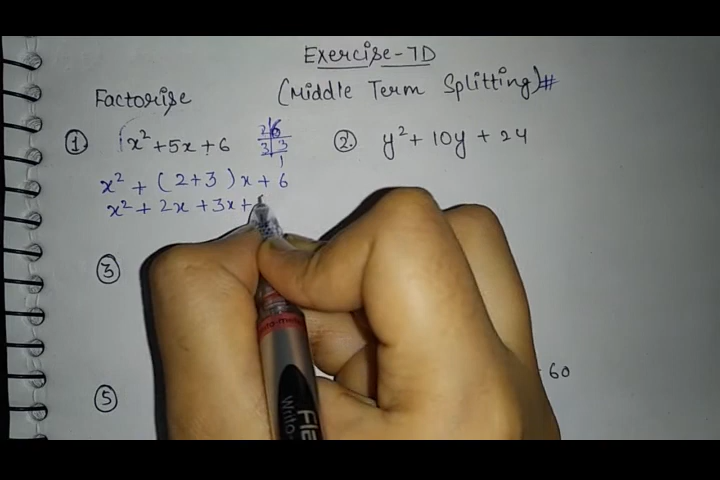 Exercise-7D
Factorise (Middle Term Splitting)#
1. x² + 5x + 6
2 6
3 3
1
2. y² + 10y + 24
x² + (2+3)x + 6
x² + 2x + 3x +
3
60
5